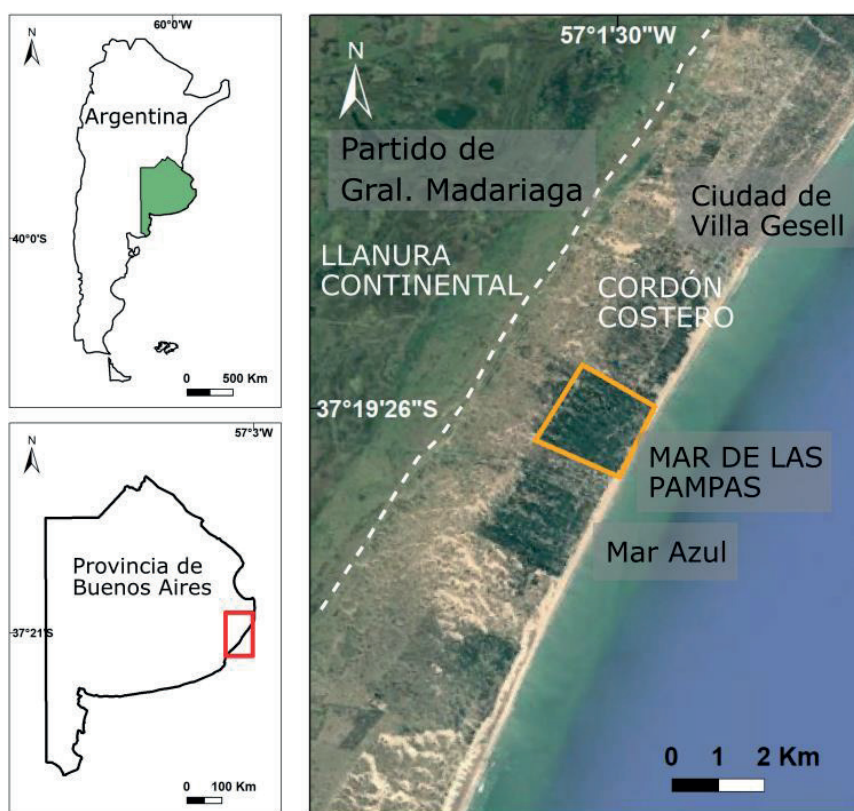 60°0'W
N
Argentina
40°0'S
0 500 Km
57°3'W
N
Provincia de
Buenos Aires
37°21'S
0 100 Km
57°1'30"W
N
Partido de
Gral. Madariaga
Ciudad de
Villa Gesell
LLANURA
CONTINENTAL
CORDÓN
COSTERO
37°19'26"S
MAR DE LAS
PAMPAS
Mar Azul
0 1 2 Km